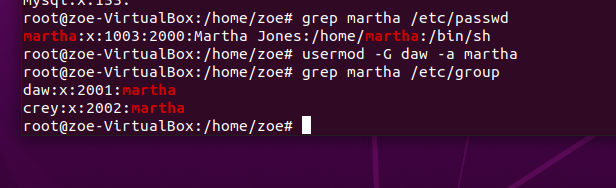 Mysql:x:133:
root@zoe-VirtualBox:/home/zoe# grep martha /etc/passwd
martha:x:1003:2000:Martha Jones:/home/martha:/bin/sh
root@zoe-VirtualBox:/home/zoe# usermod -G daw -a martha
root@zoe-VirtualBox:/home/zoe# grep martha /etc/group
daw:x:2001:martha
crey:x:2002:martha
root@zoe-VirtualBox:/home/zoe#